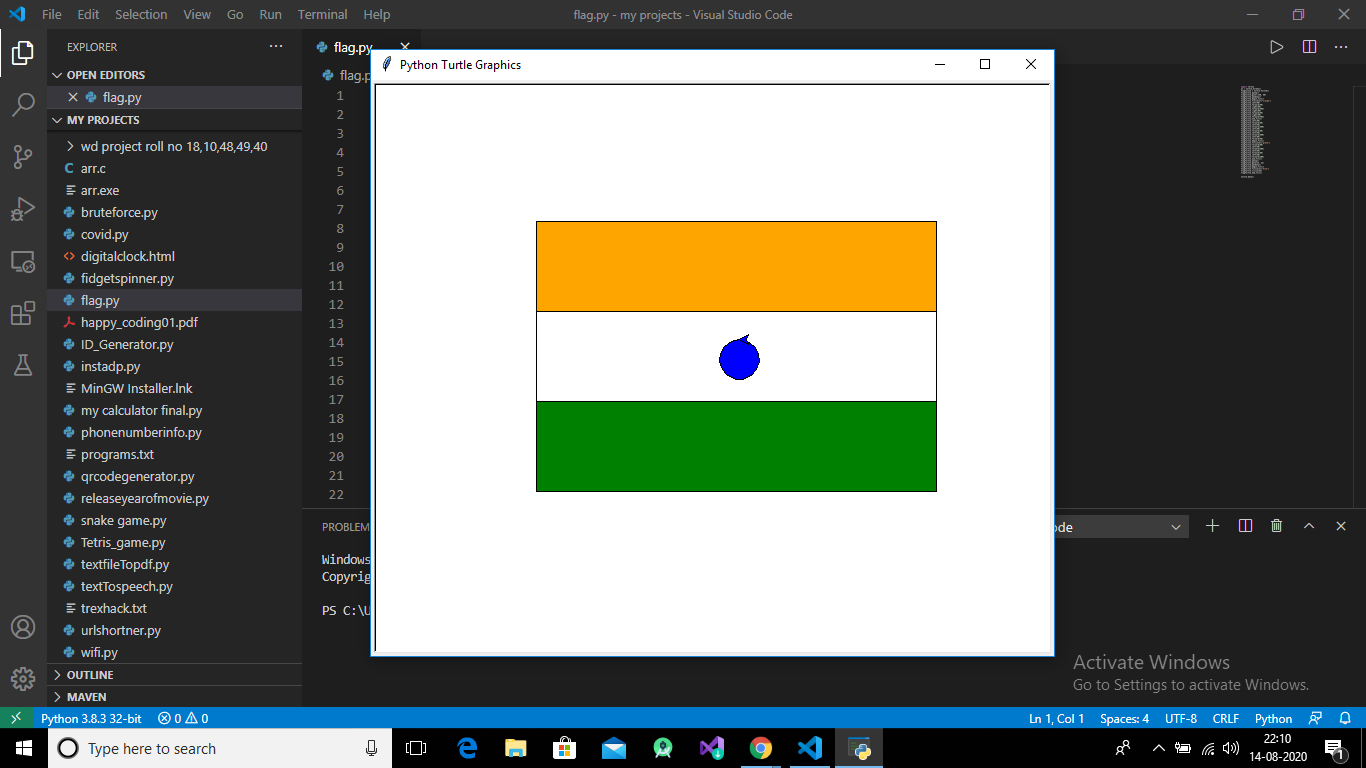 File Edit Selection View Go Run Terminal Help
flag.py - my projects - Visual Studio Code
EXPLORER
OPEN EDITORS
flag.py
MY PROJECTS
wd project roll no 18,10,48,49,40
C arr.c
arr.exe
bruteforce.py
covid.py
digitalclock.html
fidgetspinner.py
flag.py
happy_coding01.pdf
ID_Generator.py
instadp.py
MinGW Installer.lnk
my calculator final.py
phonenumberinfo.py
programs.txt
qrcodegenerator.py
releaseyearofmovie.py
snake game.py
Tetris_game.py
textfileTopdf.py
textTospeech.py
trexhack.txt
urlshortner.py
wifi.py
OUTLINE
MAVEN
flag.py
flag.p
1
2
3
4
5
6
7
8
9
10
11
12
13
14
15
16
17
18
19
20
21
22
Python Turtle Graphics
PROBLEM
ode
Windows
Copyrig
PS C:\U
Activate Windows
Go to Settings to activate Windows.
Python 3.8.3 32-bit 0 0
Ln 1, Col 1 Spaces: 4 UTF-8 CRLF Python
Type here to search
22:10
14-08-2020
1